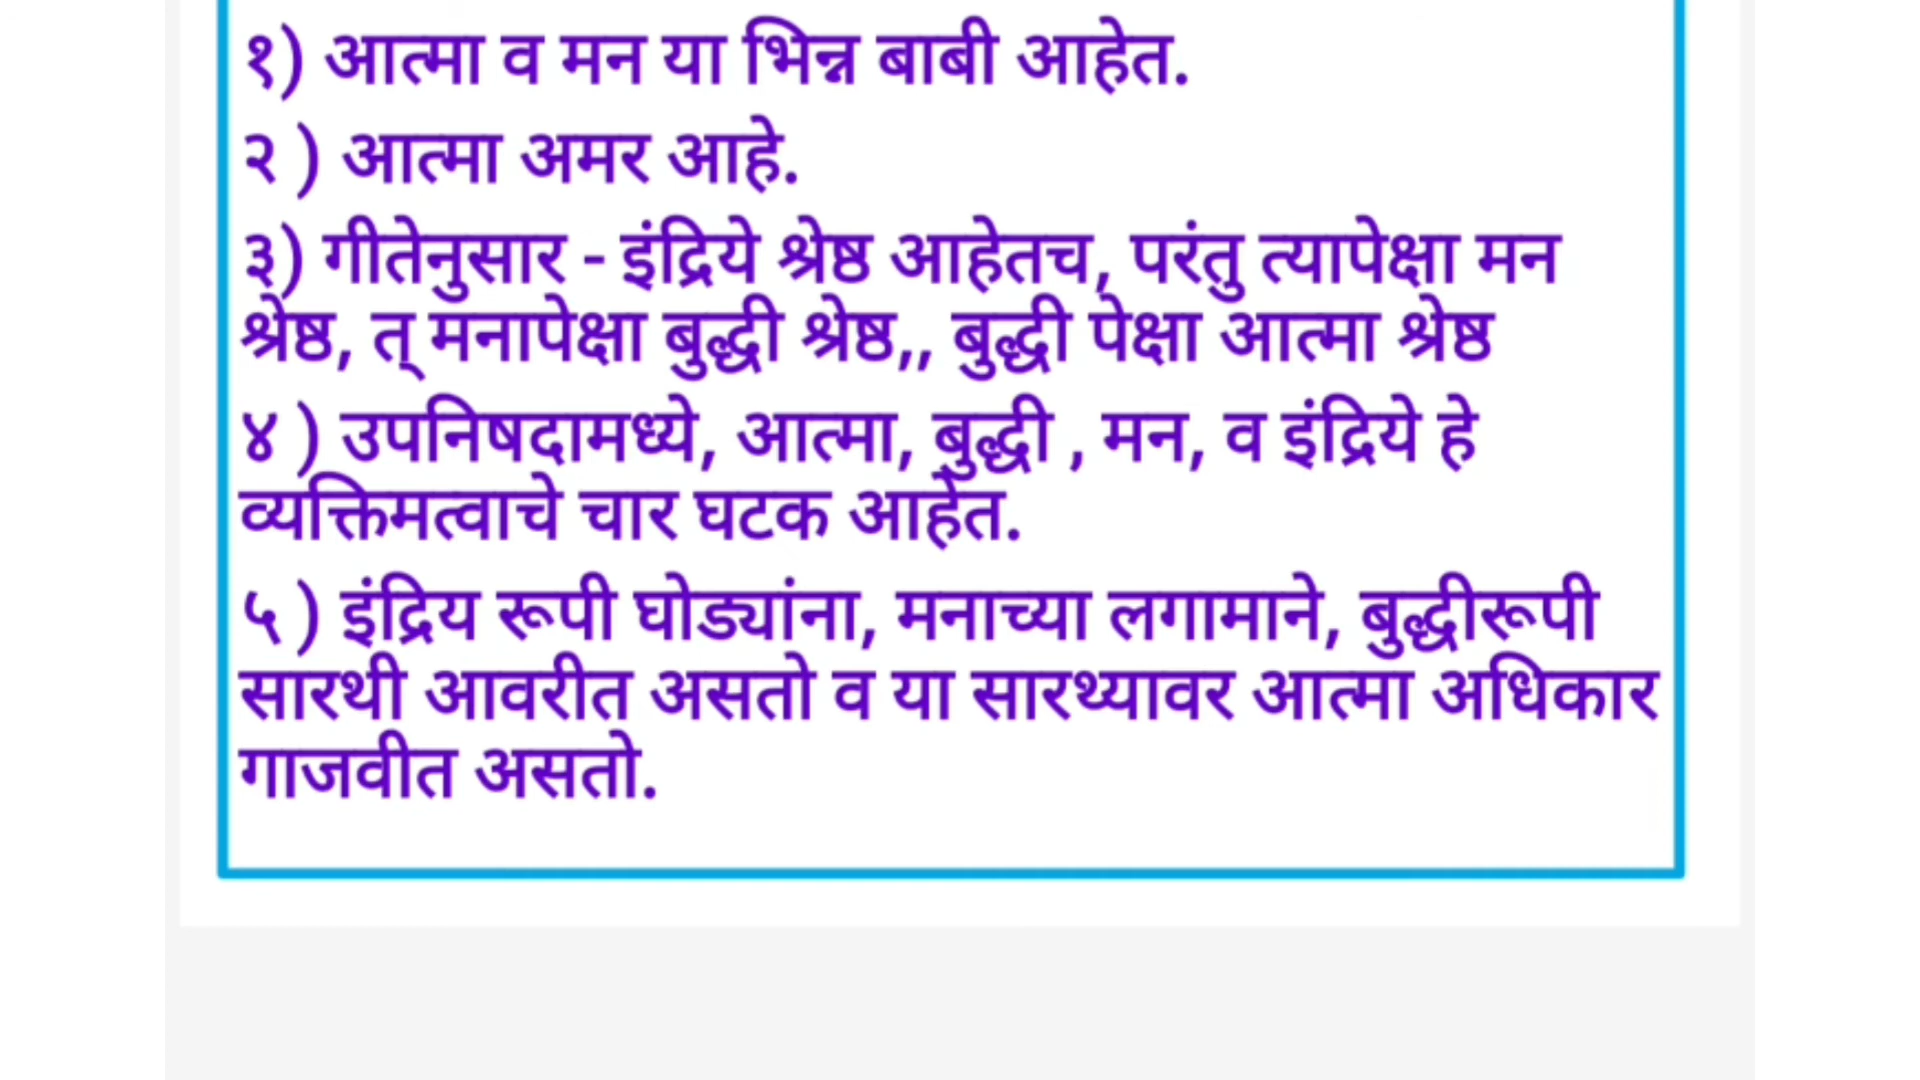 १) आत्मा व मन या भिन्न बाबी आहेत.
२ ) आत्मा अमर आहे.
३) गीतेनुसार - इंद्रिये श्रेष्ठ आहेतच, परंतु त्यापेक्षा मन
श्रेष्ठ, त् मनापेक्षा बुद्धी श्रेष्ठ,, बुद्धी पेक्षा आत्मा श्रेष्ठ
४ ) उपनिषदामध्ये, आत्मा, बुद्धी , मन, व इंद्रिये हे
व्यक्तिमत्वाचे चार घटक आहेत.
५ ) इंद्रिय रूपी घोड्यांना, मनाच्या लगामाने, बुद्धीरूपी
सारथी आवरीत असतो व या सारथ्यावर आत्मा अधिकार
गाजवीत असतो.